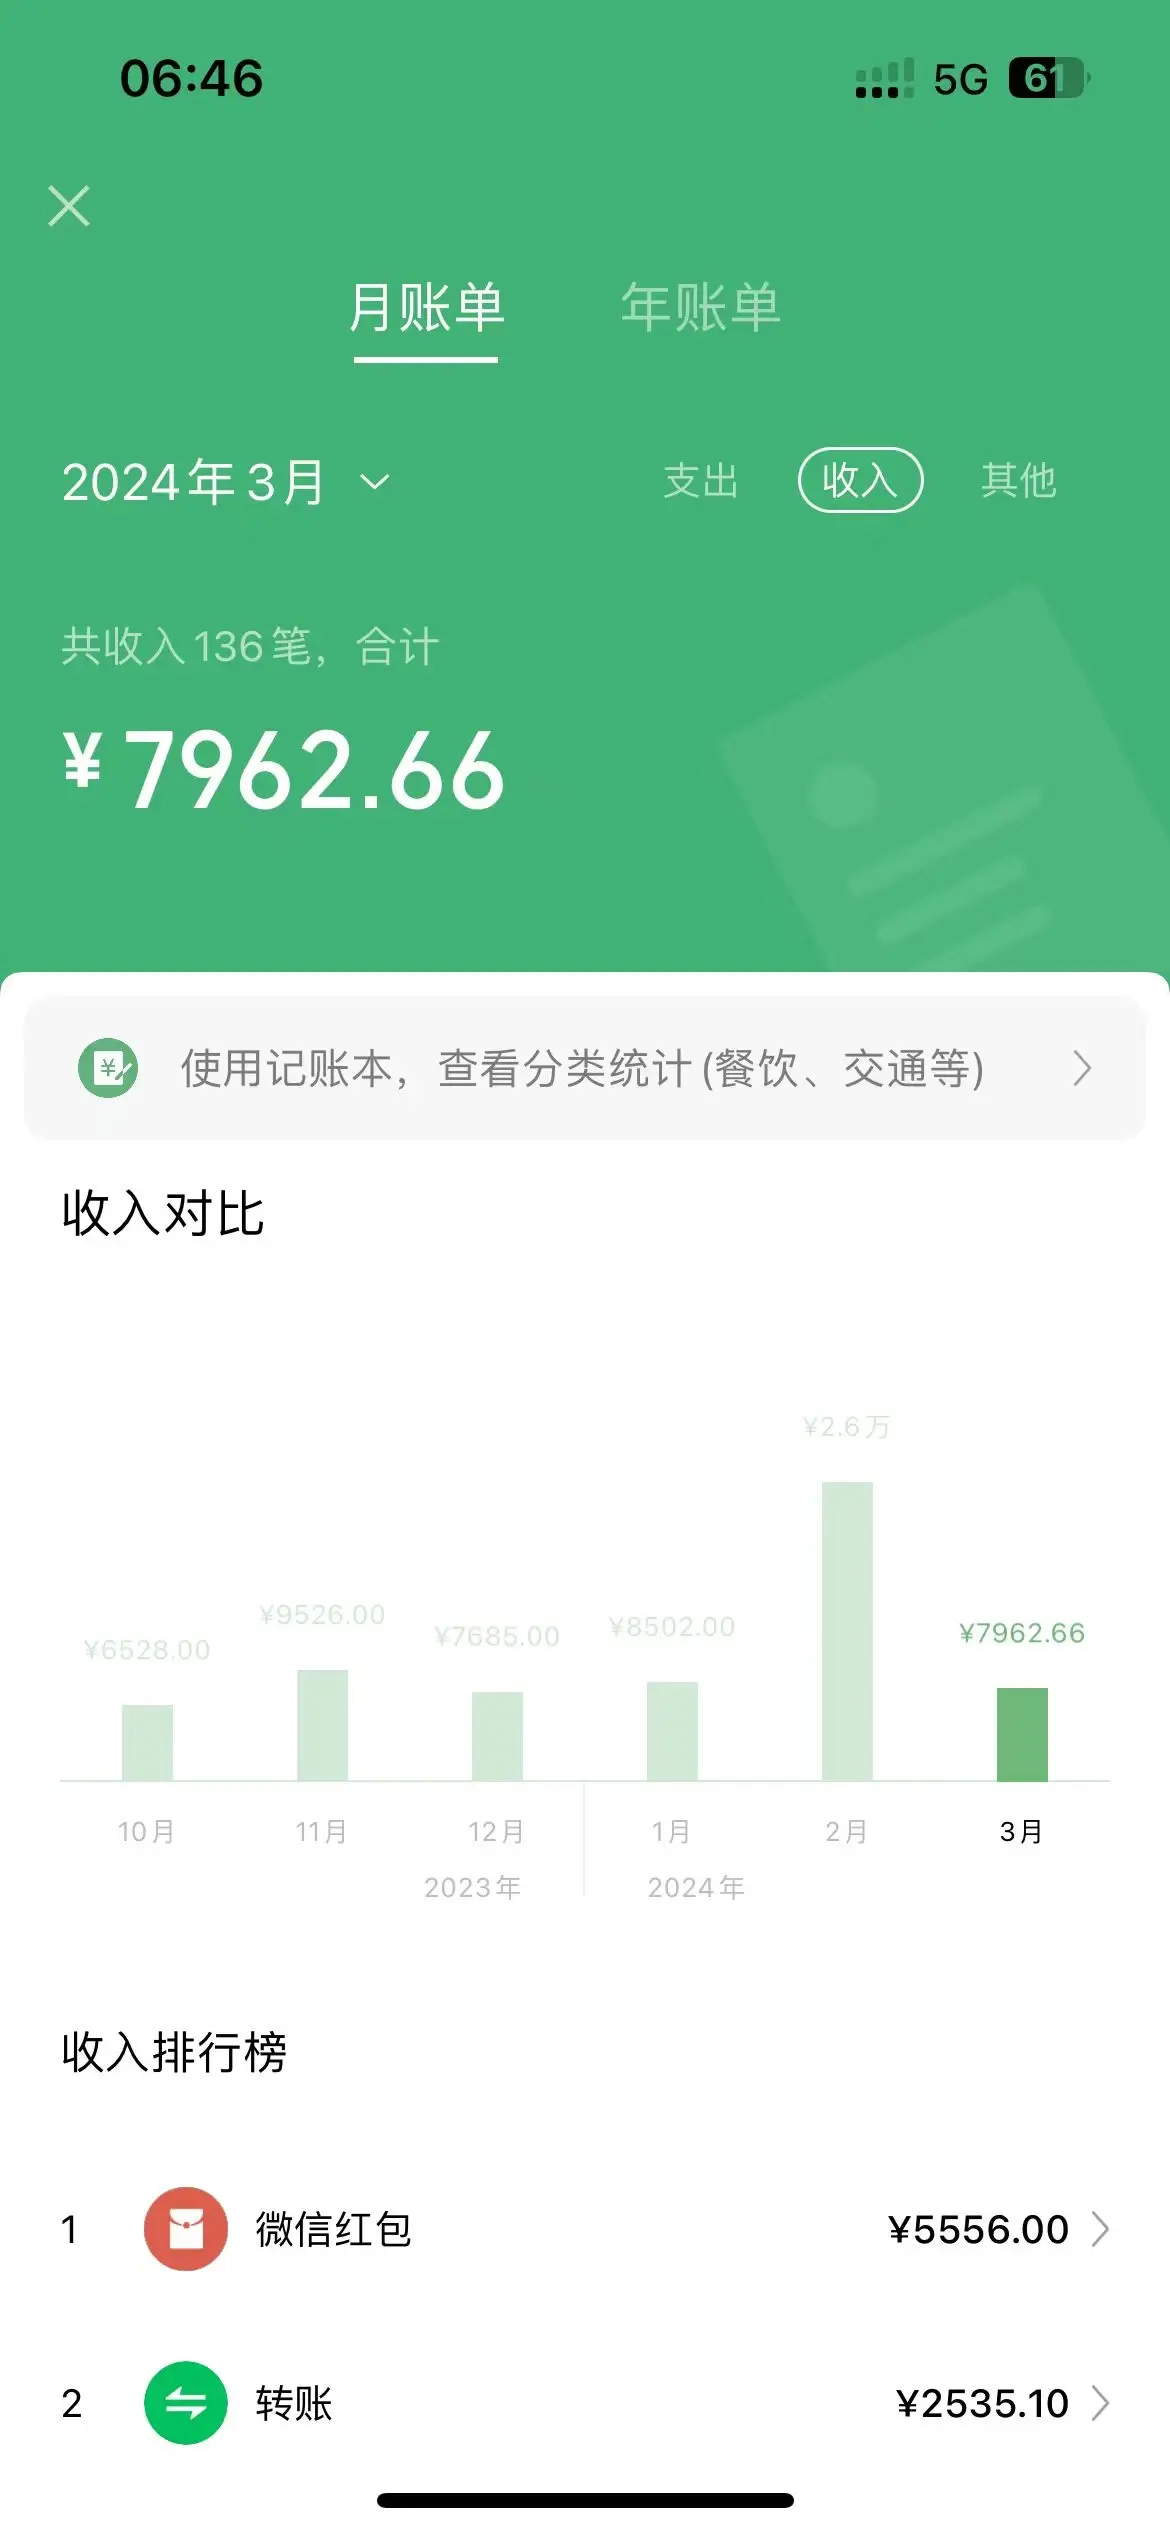 06:46 5G 61
月账单 年账单
2024年3月 支出 收入 其他
共收入136笔，合计
¥7962.66
使用记账本，查看分类统计(餐饮、交通等)
收入对比
¥2.6万
¥9526.00
¥8502.00
¥7962.66
¥7685.00
¥6528.00
10月 11月 12月 1月 2月 3月
2023年 2024年
收入排行榜
1 微信红包 ¥5556.00
2 转账 ¥2535.10